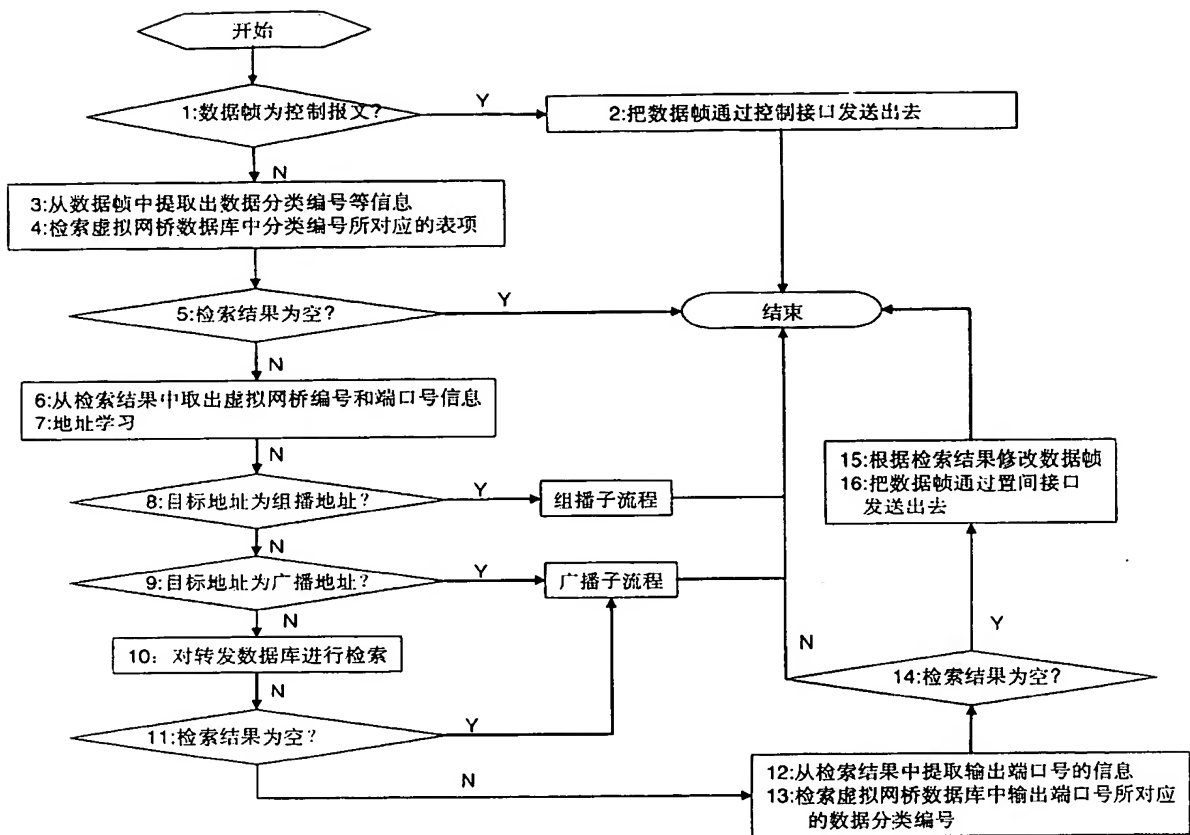 开始
1:数据帧为控制报文?
Y
2:把数据帧通过控制接口发送出去
N
3:从数据帧中提取出数据分类编号等信息
4:检索虚拟网桥数据库中分类编号所对应的表项
5:检索结果为空?
Y
结束
N
6:从检索结果中取出虚拟网桥编号和端口号信息
7:地址学习
N
8:目标地址为组播地址?
Y
组播子流程
15:根据检索结果修改数据帧
16:把数据帧通过置间接口
发送出去
N
9:目标地址为广播地址?
Y
广播子流程
N
10: 对转发数据库进行检索
N
Y
N
14:检索结果为空?
11:检索结果为空?
Y
N
12:从检索结果中提取输出端口号的信息
13:检索虚拟网桥数据库中输出端口号所对应
的数据分类编号